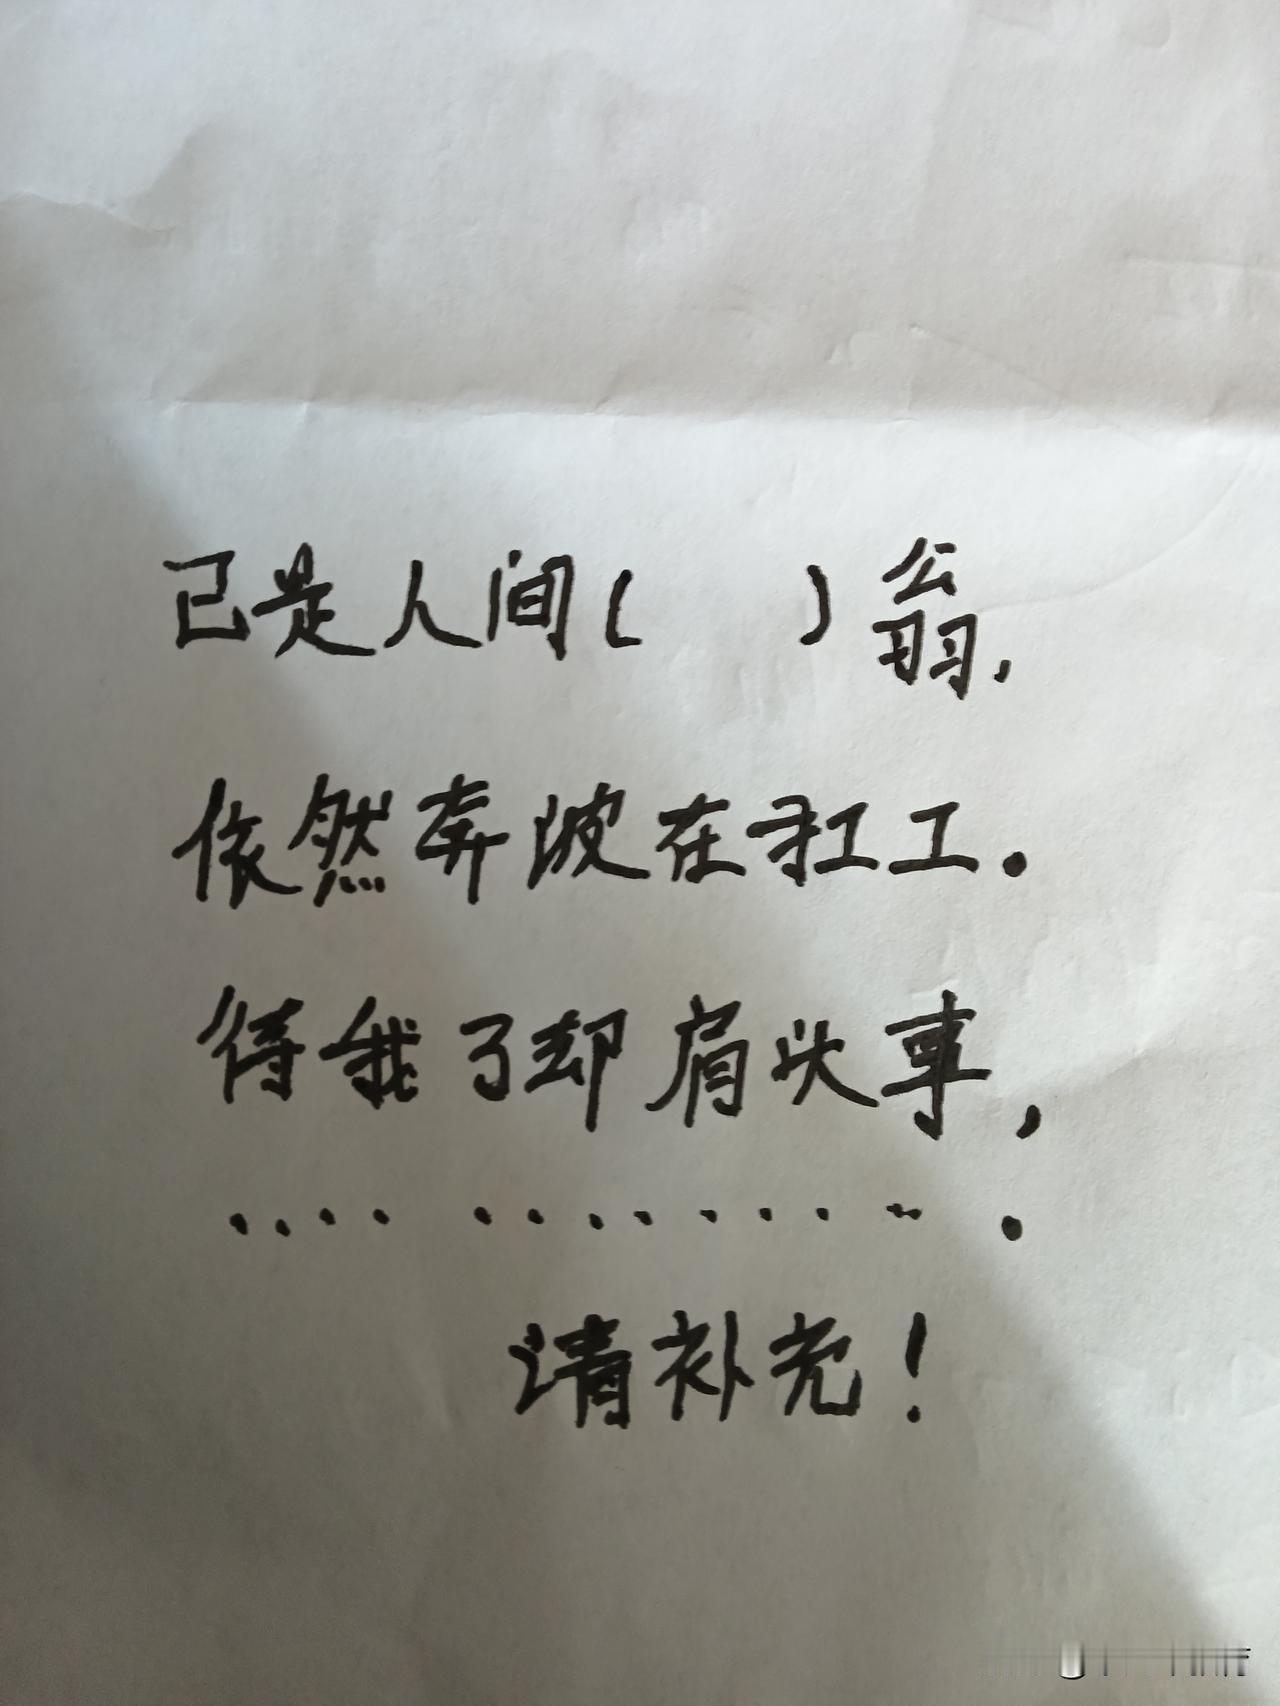 已是人间(    )翁,
依然奔波在打工.
待我了却肩头事,
............
请补充!